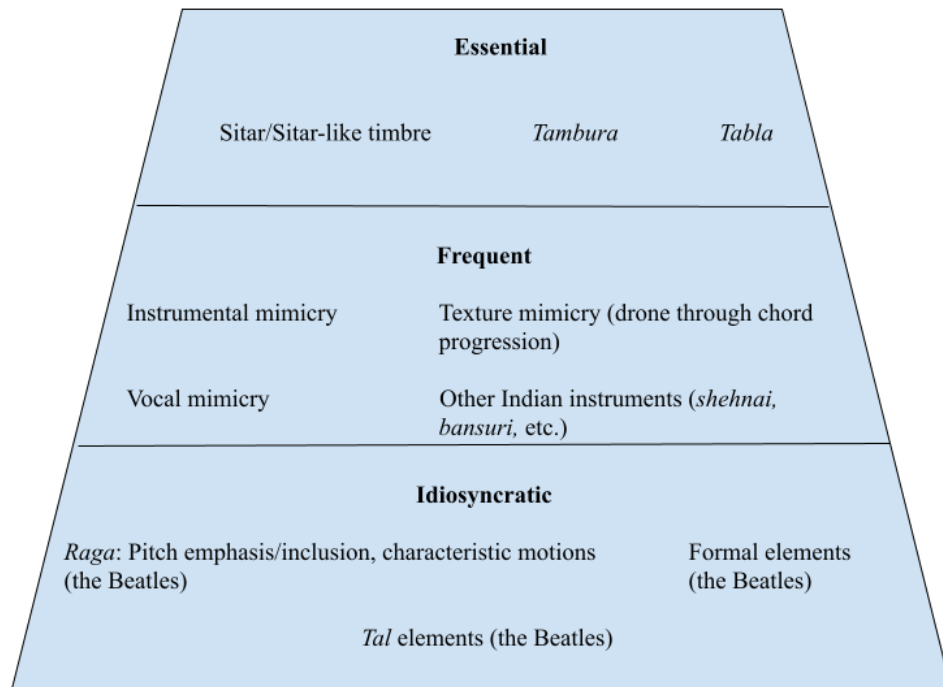 Essential
Sitar/Sitar-like timbre Tambura Tabla
Frequent
Instrumental mimicry Texture mimicry (drone through chord
progression)
Vocal mimicry Other Indian instruments (shehnai,
bansuri, etc.)
Idiosyncratic
Raga: Pitch emphasis/inclusion, characteristic motions
(the Beatles)
Formal elements
(the Beatles)
Tal elements (the Beatles)